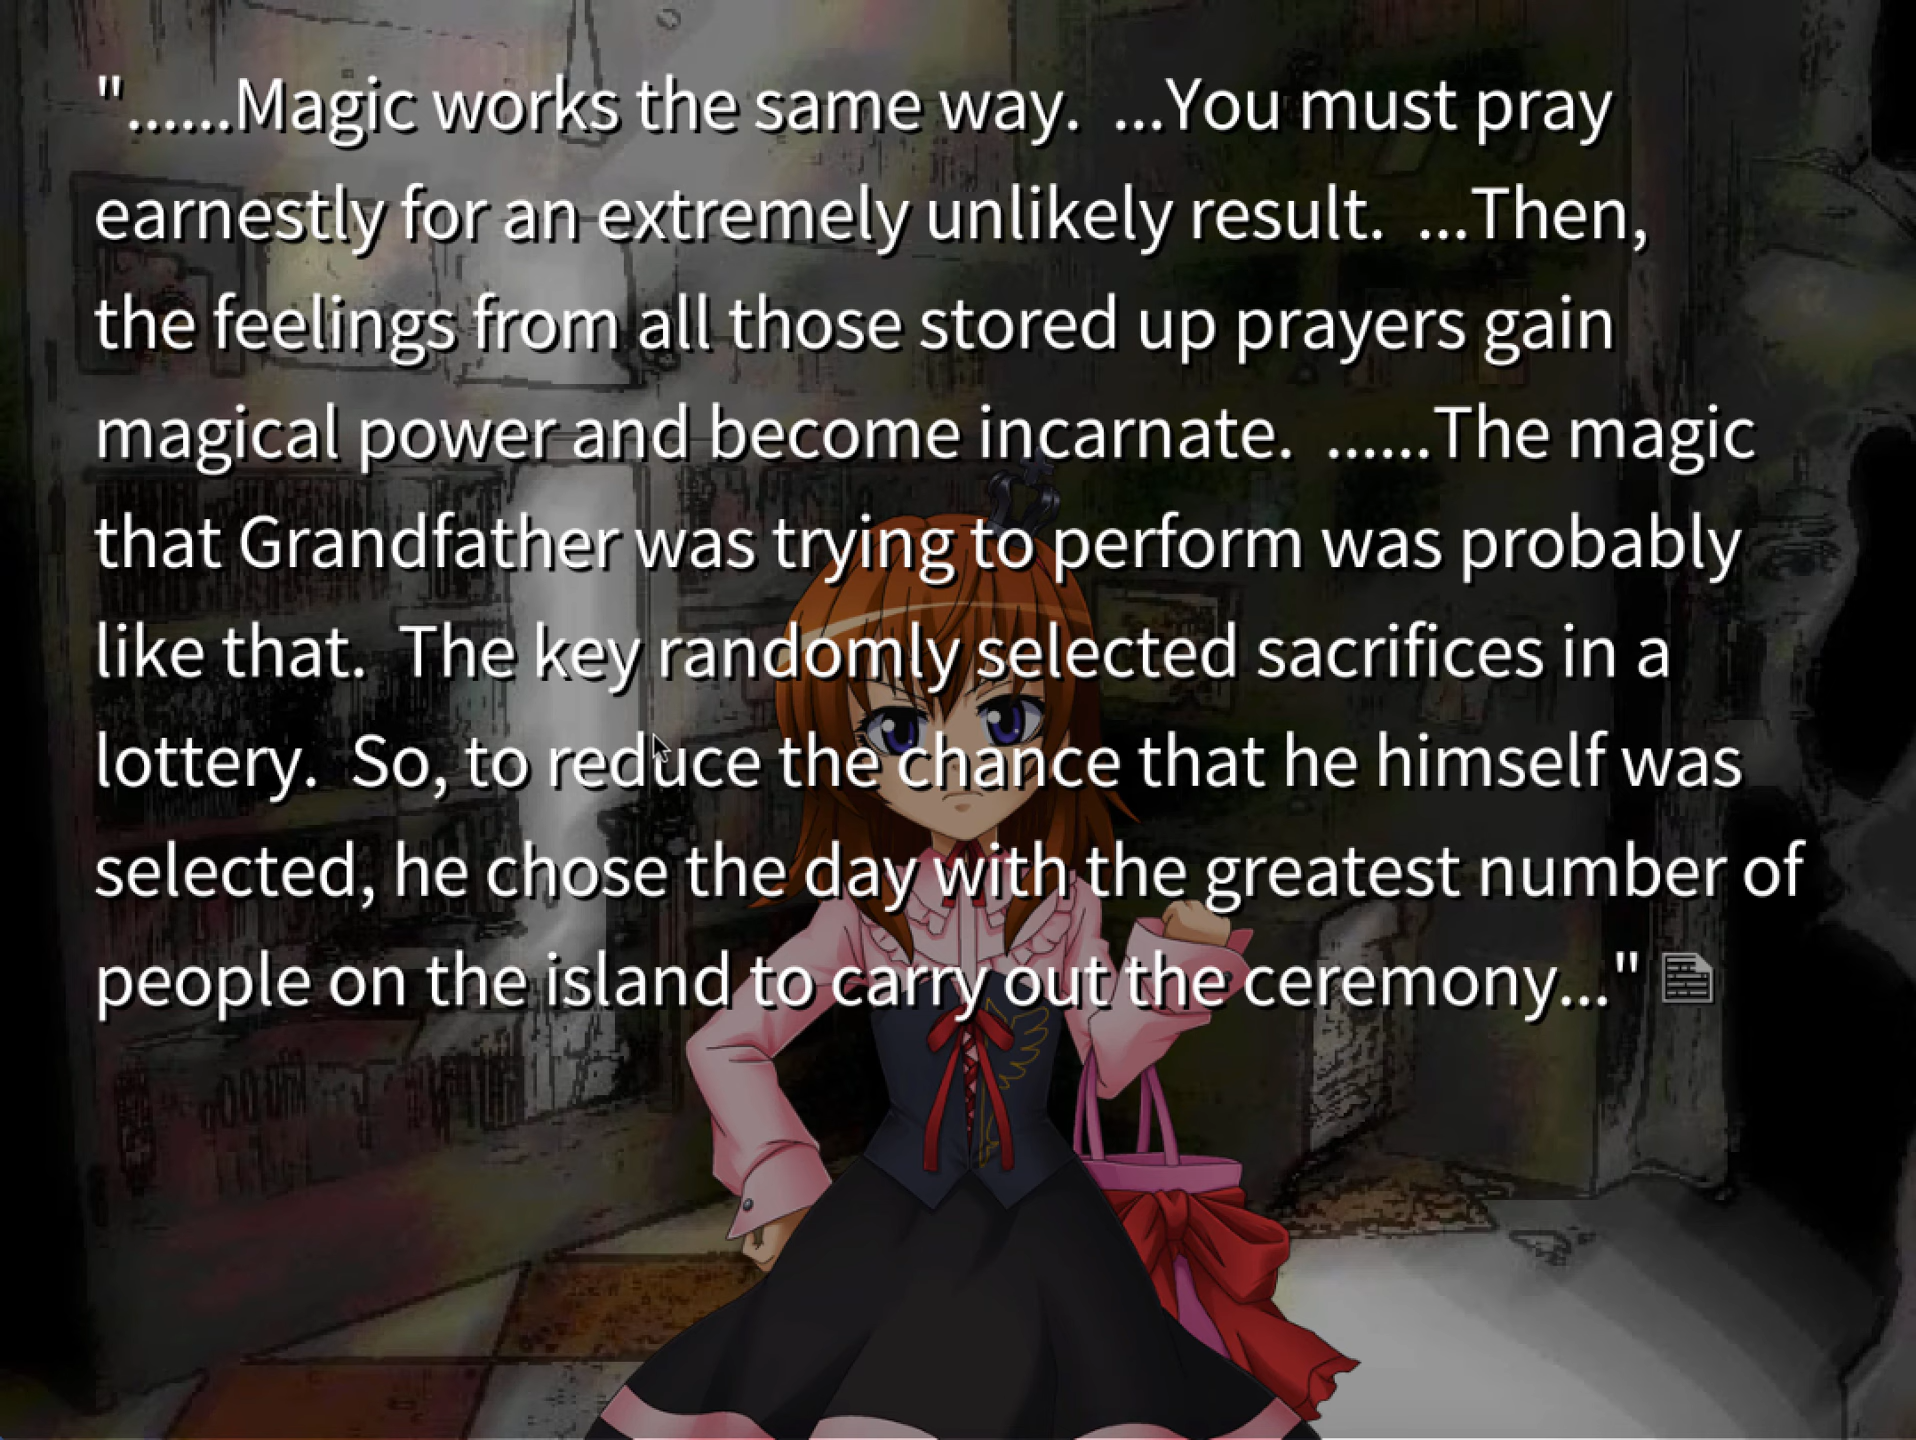 "......Magic works the same way.  ...You must pray
earnestly for an extremely unlikely result.  ...Then,
the feelings from all those stored up prayers gain
magical power and become incarnate.  ......The magic
that Grandfather was trying to perform was probably
like that.  The key randomly selected sacrifices in a
lottery.  So, to reduce the chance that he himself was
selected, he chose the day with the greatest number of
people on the island to carry out the ceremony..."